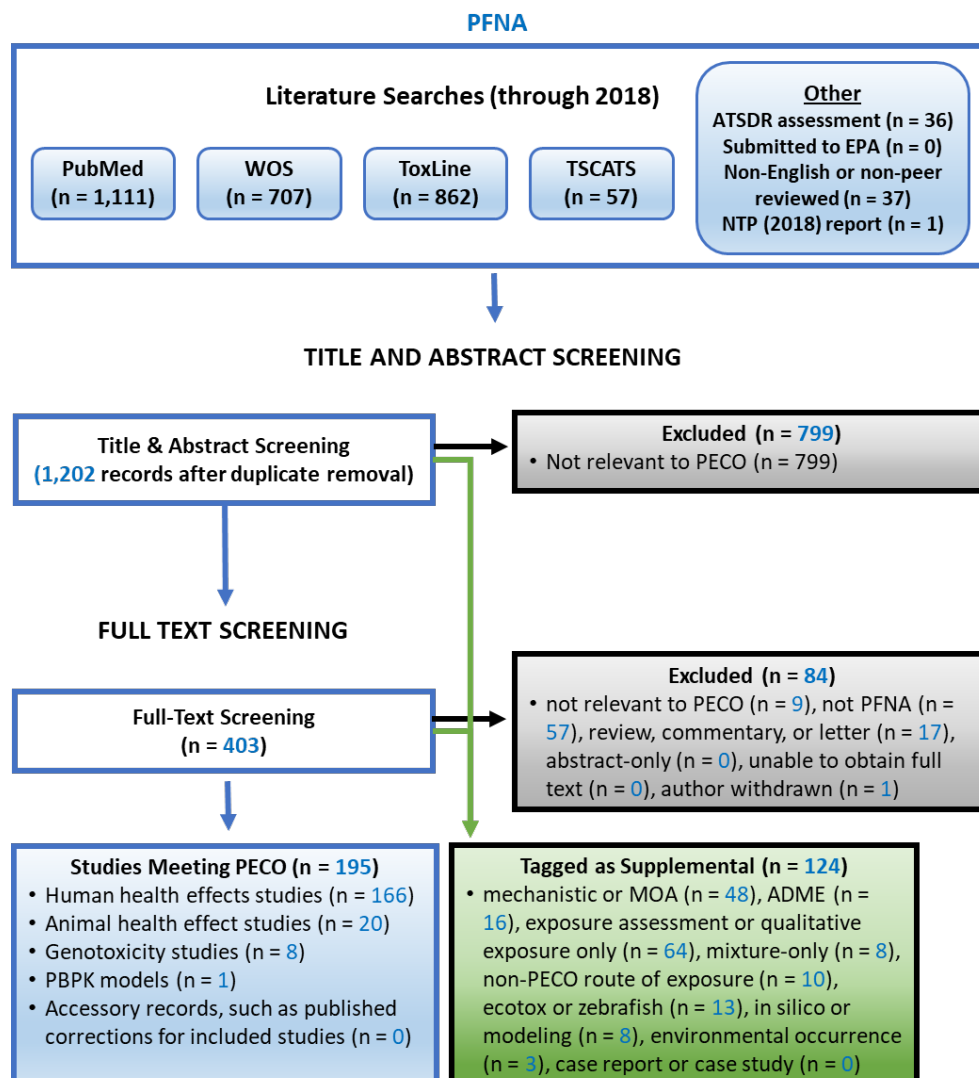 PFNA
Literature Searches (through 2018)
PubMed
(n = 1,111)
WOS
(n = 707)
ToxLine
(n = 862)
TSCATS
(n = 57)
Other
ATSDR assessment (n = 36)
Submitted to EPA (n = 0)
Non-English or non-peer
reviewed (n = 37)
NTP (2018) report (n = 1)
TITLE AND ABSTRACT SCREENING
Title & Abstract Screening
(1,202 records after duplicate removal)
Excluded (n = 799)
• Not relevant to PECO (n = 799)
FULL TEXT SCREENING
Full-Text Screening
(n = 403)
Excluded (n = 84)
• not relevant to PECO (n = 9), not PFNA (n =
57), review, commentary, or letter (n = 17),
abstract-only (n = 0), unable to obtain full
text (n = 0), author withdrawn (n = 1)
Studies Meeting PECO (n = 195)
• Human health effects studies (n = 166)
• Animal health effect studies (n = 20)
• Genotoxicity studies (n = 8)
• PBPK models (n = 1)
• Accessory records, such as published
corrections for included studies (n = 0)
Tagged as Supplemental (n = 124)
• mechanistic or MOA (n = 48), ADME (n =
16), exposure assessment or qualitative
exposure only (n = 64), mixture-only (n = 8),
non-PECO route of exposure (n = 10),
ecotox or zebrafish (n = 13), in silico or
modeling (n = 8), environmental occurrence
(n = 3), case report or case study (n = 0)